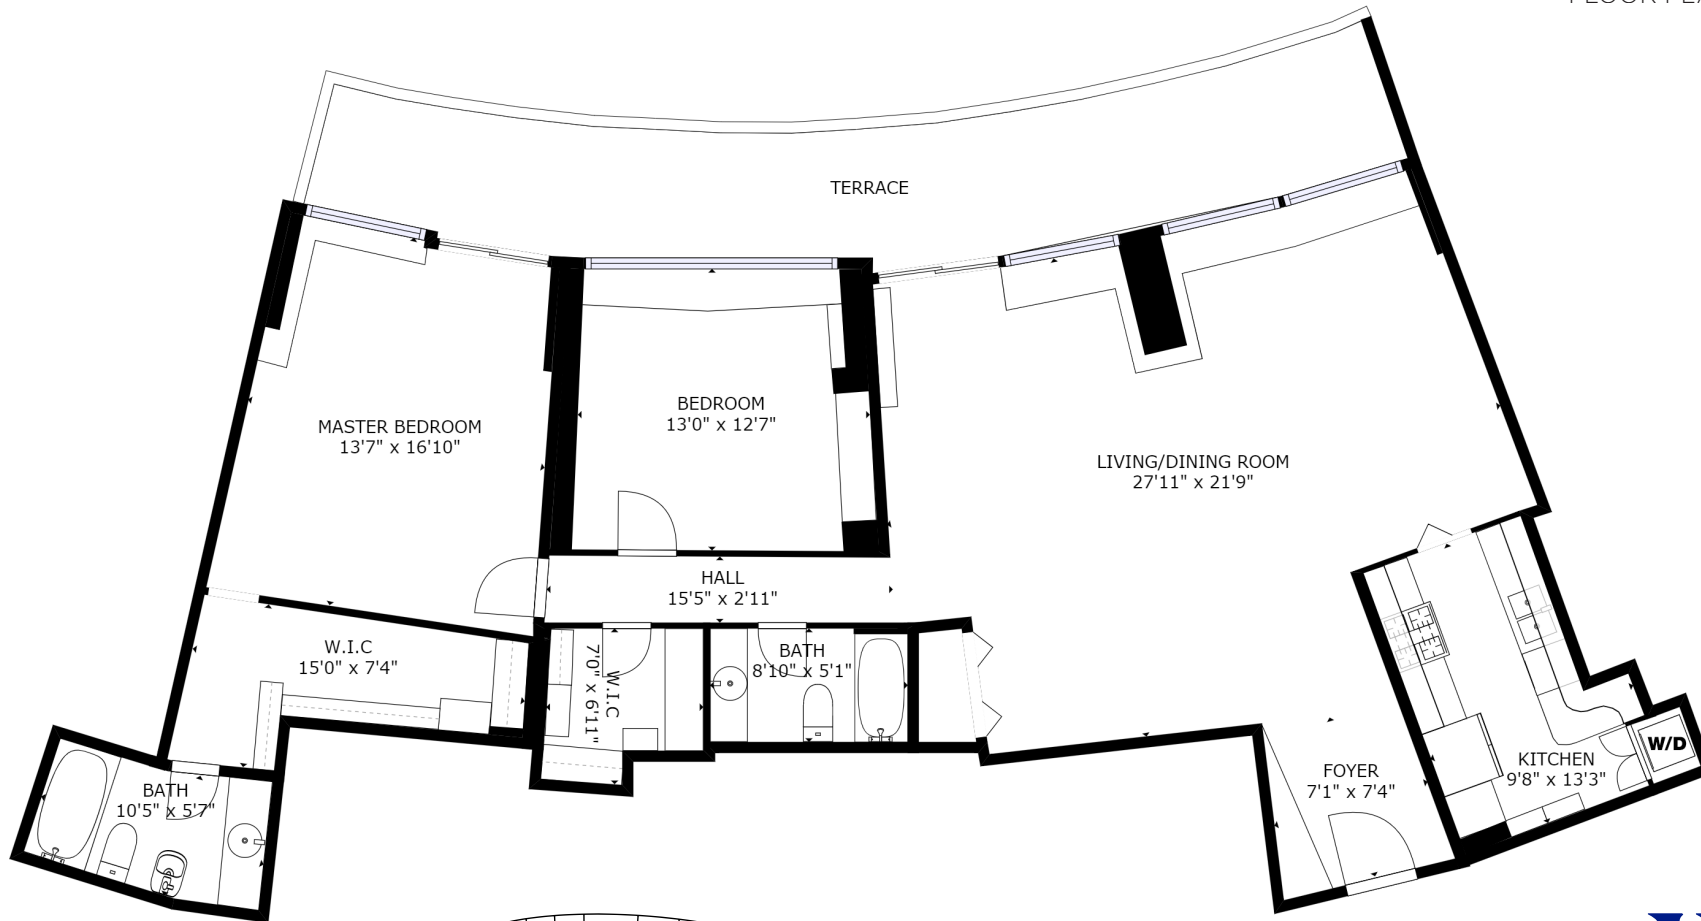 TERRACE
MASTER BEDROOM
13'7" x 16'10"
BEDROOM
13'0" x 12'7"
LIVING/DINING ROOM
27'11" x 21'9"
HALL
15'5" x 2'11"
W.I.C
15'0" x 7'4"
W.I.C
7'0" x 6'11"
BATH
8'10" x 5'1"
BATH
10'5" x 5'7"
FOYER
7'1" x 7'4"
KITCHEN
9'8" x 13'3"
W/D